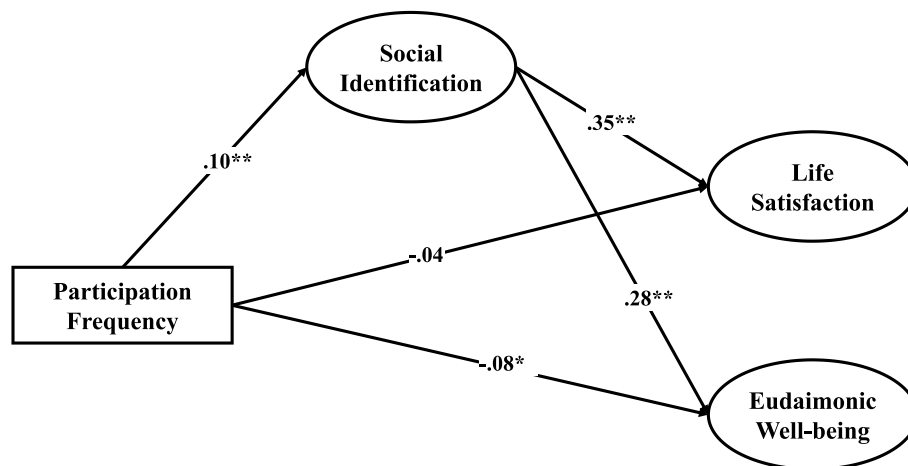 Social
Identification
.10**
.35**
Life
Satisfaction
-.04
Participation
Frequency
.28**
-.08*
Eudaimonic
Well-being